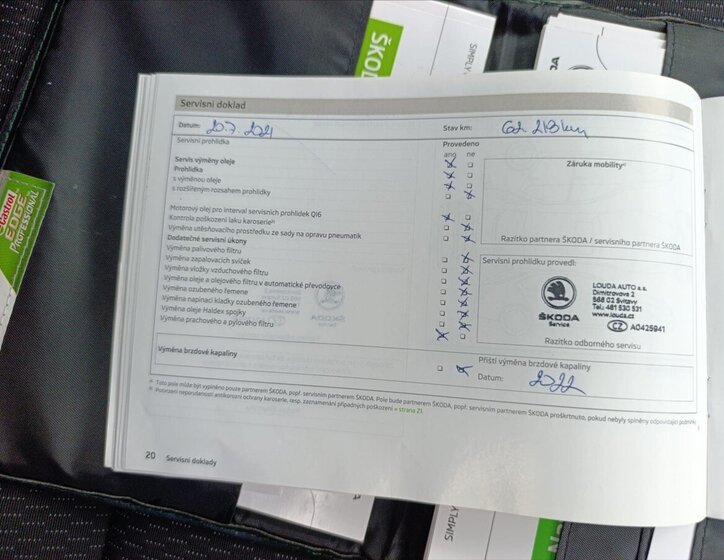 ŠKO
SIMPLY
ŠKODA
Castrol
EDGE
PROFESSIONAL
Servisní doklad
Datum: 20.7. 2021
Stav km: 62 213 km
Servisní prohlídka
Provedeno
ano ne
Servis výměny oleje
Prohlídka
s výměnou oleje
s rozšířeným rozsahem prohlídky
Motorový olej pro interval servisních prohlídek QI6
Kontrola poškození laku karoserie b)
Výměna utěsňovacího prostředku ze sady na opravu pneumatik
Dodatečné servisní úkony
Výměna palivového filtru
Výměna zapalovacích svíček
Výměna vložky vzduchového filtru
Výměna oleje a olejového filtru v automatické převodovce
Výměna ozubeného řemene
Výměna napínací kladky ozubeného řemene
Výměna oleje Haldex spojky
Výměna prachového a pylového filtru
Výměna brzdové kapaliny
Záruka mobility a)
Razítko partnera ŠKODA / servisního partnera ŠKODA
Servisní prohlídku provedl:
ŠKODA
Service
LOUDA AUTO a.s.
Dimitrovova 2
568 02 Svitavy
Tel.: 461 530 531
www.louda.cz
CZ A0425941
Razítko odborného servisu
Příští výměna brzdové kapaliny
Datum: 2022
a) Toto pole může být vyplněno pouze partnerem ŠKODA, popř. servisním partnerem ŠKODA. Pole bude partnerem ŠKODA, popř. servisním partnerem ŠKODA proškrtnuto, pokud nebyly splněny odpovídající podmínky
b) Potvrzení neporušenosti antikorozní ochrany karoserie, resp. zaznamenání případných poškození » strana 21.
20 Servisní doklady
SIMPLY